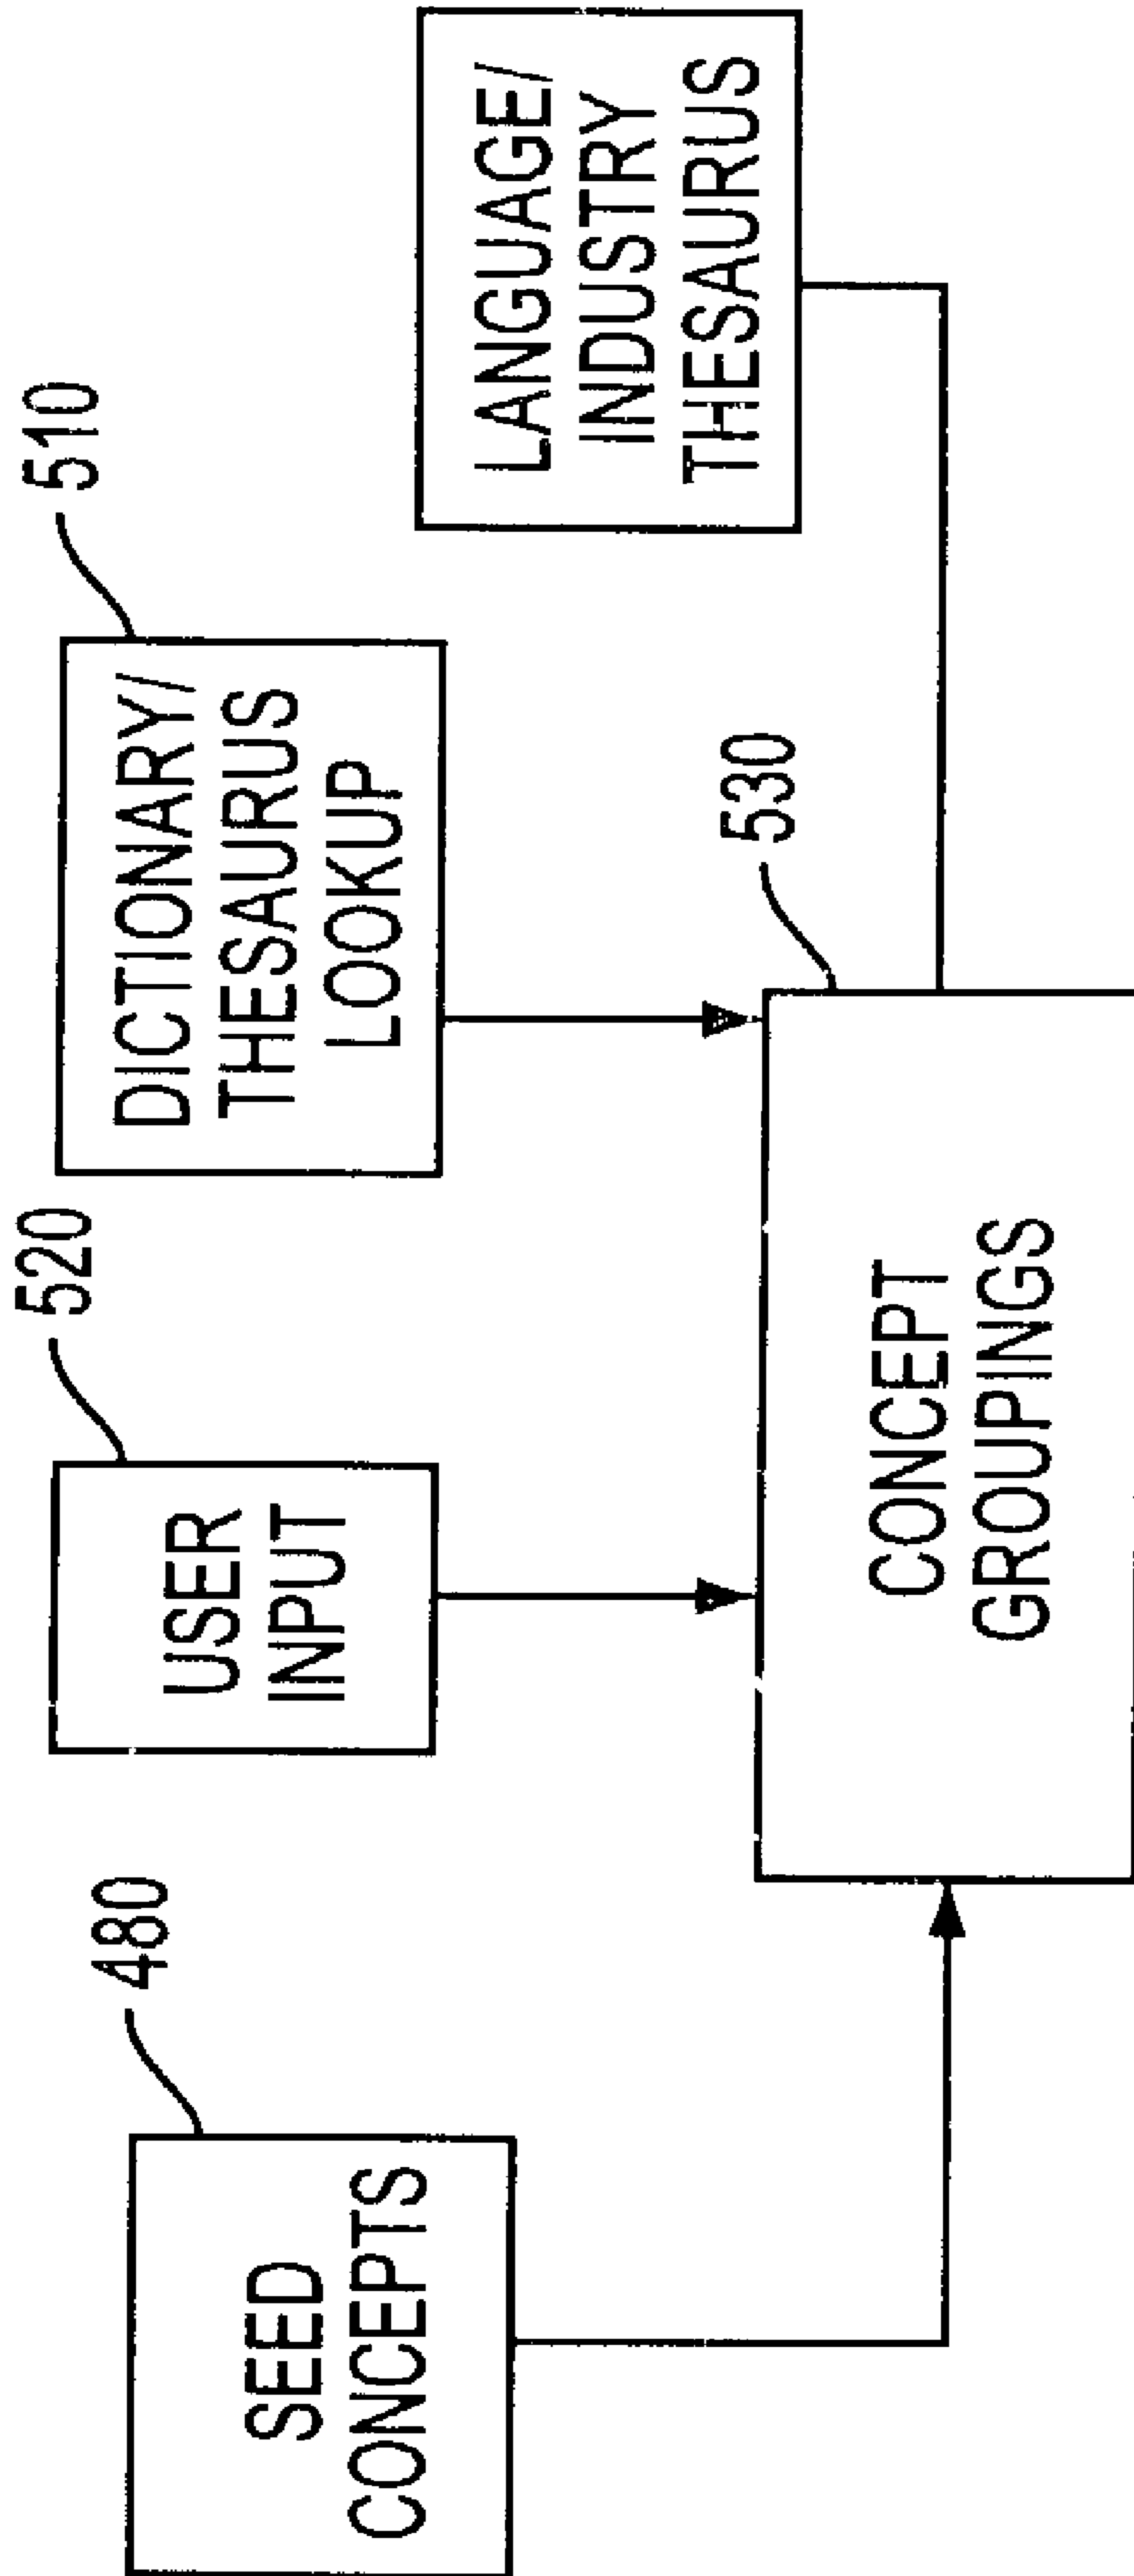 480
SEED
CONCEPTS
520
USER
INPUT
510
DICTIONARY/
THESAURUS
LOOKUP
LANGUAGE/
INDUSTRY
THESAURUS
530
CONCEPT
GROUPINGS